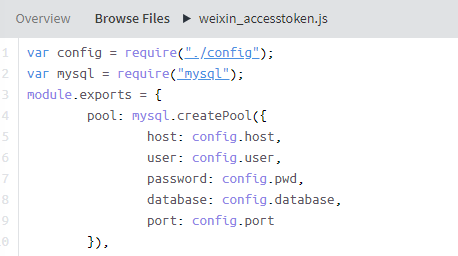 Overview Browse Files ▶ weixin_accesstoken.js
1 var config = require("./config");
2 var mysql = require("mysql");
3 module.exports = {
4 pool: mysql.createPool({
5 host: config.host,
6 user: config.user,
7 password: config.pwd,
8 database: config.database,
9 port: config.port
10 }),